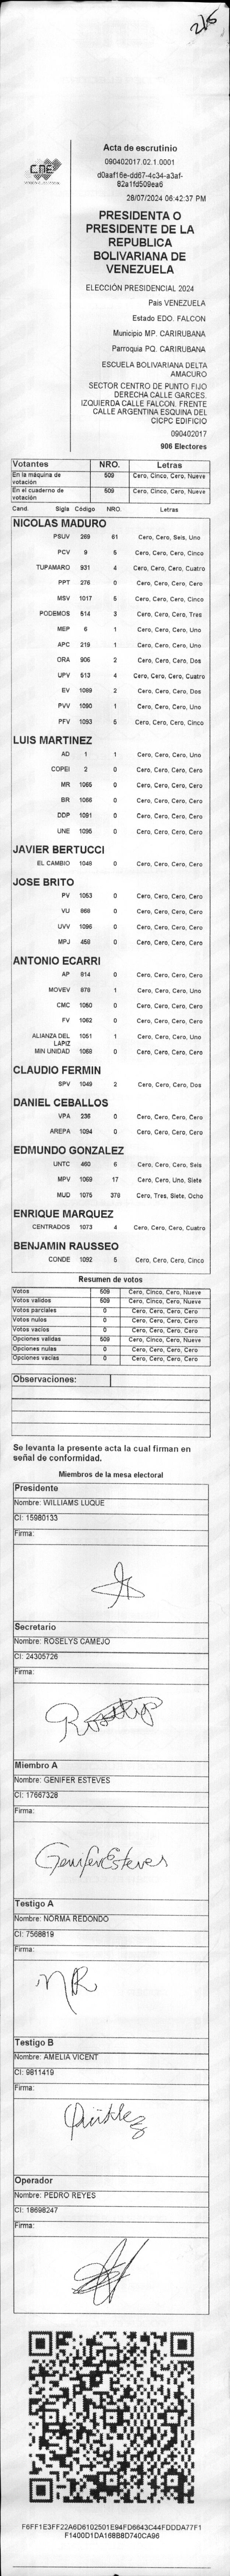 2/5
CNE
Acta de escrutinio
090402017.02.1.0001
d0aaf16e-dd67-4c34-a3af-
82a1fd509ea6
28/07/2024 06:42:37 PM
PRESIDENTA O
PRESIDENTE DE LA
REPUBLICA
BOLIVARIANA DE
VENEZUELA
ELECCIÓN PRESIDENCIAL 2024
Pais VENEZUELA
Estado EDO. FALCON
Municipio MP. CARIRUBANA
Parroquia PQ. CARIRUBANA
ESCUELA BOLIVARIANA DELTA
AMACURO
SECTOR CENTRO DE PUNTO FIJO
DERECHA CALLE GARCES.
IZQUIERDA CALLE FALCON. FRENTE
CALLE ARGENTINA ESQUINA DEL
CICPC EDIFICIO
090402017
906 Electores
Votantes NRO. Letras
En la máquina de votación 509 Cero, Cinco, Cero, Nueve
En el cuaderno de votación 509 Cero, Cinco, Cero, Nueve
Cand. Sigla Código NRO. Letras
NICOLAS MADURO
PSUV 269 61 Cero, Cero, Seis, Uno
PCV 9 5 Cero, Cero, Cero, Cinco
TUPAMARO 931 4 Cero, Cero, Cero, Cuatro
PPT 276 0 Cero, Cero, Cero, Cero
MSV 1017 5 Cero, Cero, Cero, Cinco
PODEMOS 514 3 Cero, Cero, Cero, Tres
MEP 6 1 Cero, Cero, Cero, Uno
APC 219 1 Cero, Cero, Cero, Uno
ORA 906 2 Cero, Cero, Cero, Dos
UPV 513 4 Cero, Cero, Cero, Cuatro
EV 1089 2 Cero, Cero, Cero, Dos
PVV 1090 1 Cero, Cero, Cero, Uno
PFV 1093 5 Cero, Cero, Cero, Cinco
LUIS MARTINEZ
AD 1 1 Cero, Cero, Cero, Uno
COPEI 2 0 Cero, Cero, Cero, Cero
MR 1065 0 Cero, Cero, Cero, Cero
BR 1066 0 Cero, Cero, Cero, Cero
DDP 1091 0 Cero, Cero, Cero, Cero
UNE 1095 0 Cero, Cero, Cero, Cero
JAVIER BERTUCCI
EL CAMBIO 1048 0 Cero, Cero, Cero, Cero
JOSE BRITO
PV 1053 0 Cero, Cero, Cero, Cero
VU 868 0 Cero, Cero, Cero, Cero
UVV 1096 0 Cero, Cero, Cero, Cero
MPJ 458 0 Cero, Cero, Cero, Cero
ANTONIO ECARRI
AP 814 0 Cero, Cero, Cero, Cero
MOVEV 878 1 Cero, Cero, Cero, Uno
CMC 1060 0 Cero, Cero, Cero, Cero
FV 1062 0 Cero, Cero, Cero, Cero
ALIANZA DEL LAPIZ 1051 1 Cero, Cero, Cero, Uno
MIN UNIDAD 1058 0 Cero, Cero, Cero, Cero
CLAUDIO FERMIN
SPV 1049 2 Cero, Cero, Cero, Dos
DANIEL CEBALLOS
VPA 236 0 Cero, Cero, Cero, Cero
AREPA 1094 0 Cero, Cero, Cero, Cero
EDMUNDO GONZALEZ
UNTC 460 6 Cero, Cero, Cero, Seis
MPV 1069 17 Cero, Cero, Uno, Siete
MUD 1075 378 Cero, Tres, Siete, Ocho
ENRIQUE MARQUEZ
CENTRADOS 1073 4 Cero, Cero, Cero, Cuatro
BENJAMIN RAUSSEO
CONDE 1092 5 Cero, Cero, Cero, Cinco
Resumen de votos
Votos 509 Cero, Cinco, Cero, Nueve
Votos validos 509 Cero, Cinco, Cero, Nueve
Votos parciales 0 Cero, Cero, Cero, Cero
Votos nulos 0 Cero, Cero, Cero, Cero
Votos vacios 0 Cero, Cero, Cero, Cero
Opciones validas 509 Cero, Cinco, Cero, Nueve
Opciones nulas 0 Cero, Cero, Cero, Cero
Opciones vacias 0 Cero, Cero, Cero, Cero
Observaciones:
Se levanta la presente acta la cual firman en
señal de conformidad.
Miembros de la mesa electoral
Presidente
Nombre: WILLIAMS LUQUE
CI: 15980133
Firma:
Secretario
Nombre: ROSELYS CAMEJO
CI: 24305726
Firma:
Miembro A
Nombre: GENIFER ESTEVES
CI: 17667328
Firma:
Genifer Esteves
Testigo A
Nombre: NORMA REDONDO
CI: 7568819
Firma:
NR
Testigo B
Nombre: AMELIA VICENT
CI: 9811419
Firma:
Operador
Nombre: PEDRO REYES
CI: 18698247
Firma:
F6FF1E3FF22A6D6102501E94FD6643C44FDDDA77F1
F1400D1DA168B8D740CA96